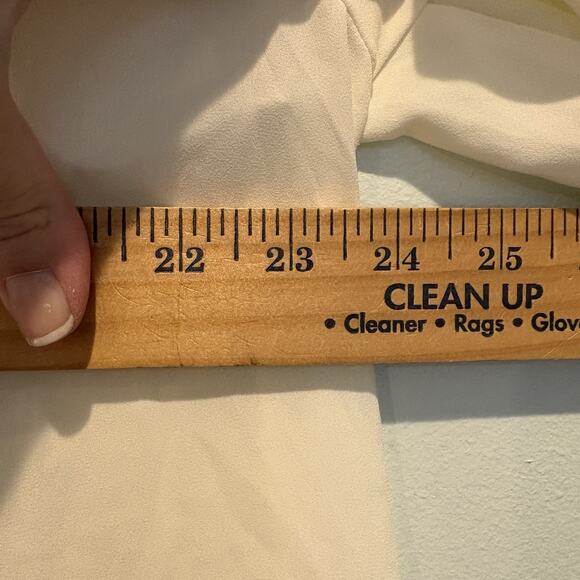 22 23 24 25
CLEAN UP
• Cleaner • Rags • Glov